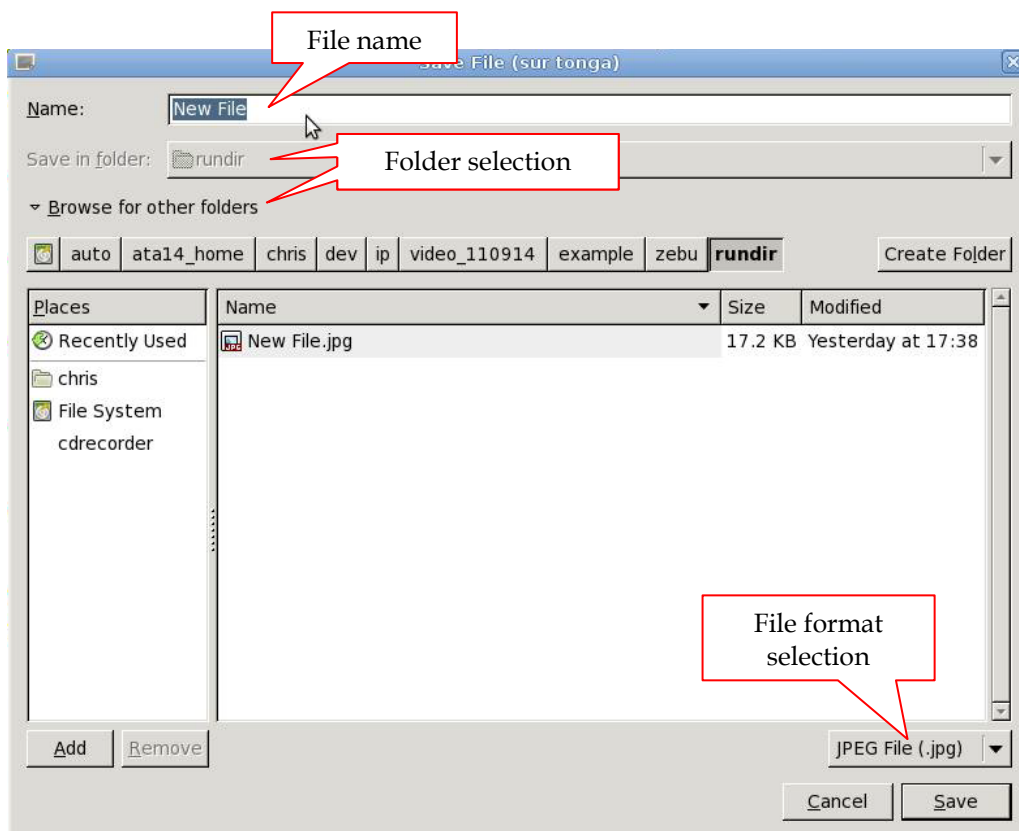 File name
Save File (sur tonga)
Name: New File
Save in folder: rundir
Folder selection
Browse for other folders
auto ata14_home chris dev ip video_110914 example zebu rundir Create Folder
Places Name Size Modified
Recently Used New File.jpg 17.2 KB Yesterday at 17:38
chris
File System
cdrecorder
File format
selection
Add Remove JPEG File (.jpg)
Cancel Save